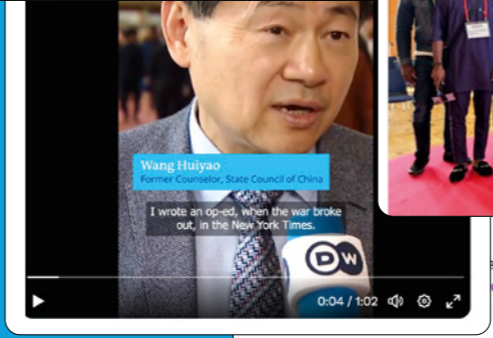 Wang Huiyao
Former Counselor, State Council of China
I wrote an op-ed, when the war broke
out, in the New York Times.
DW
0:04 / 1:02